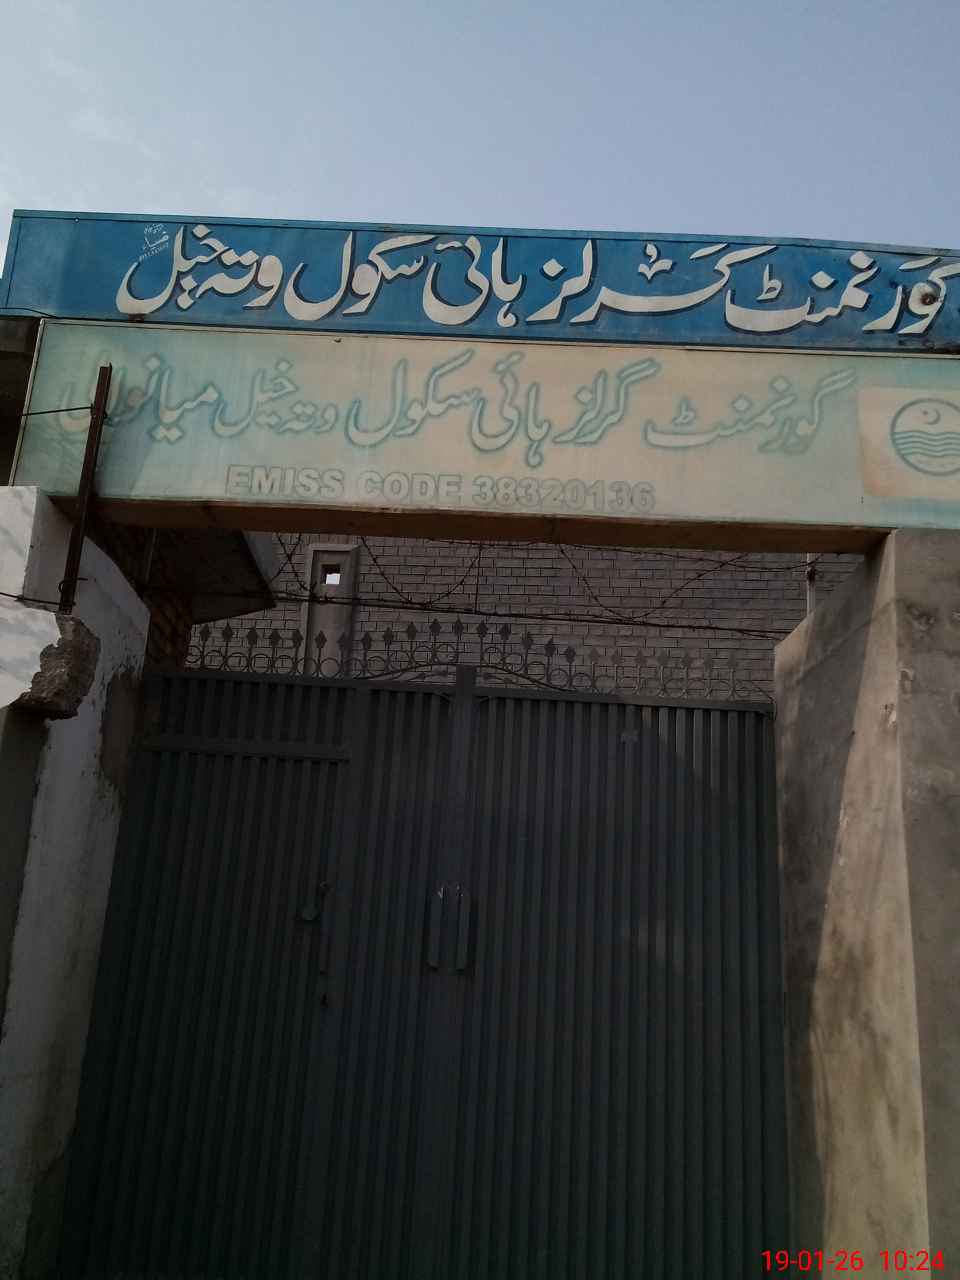 گورنمنٹ گرلز ہائی سکول وتہ خیل
ضیاء
گورنمنٹ گرلز ہائی سکول وتہ خیل میانوالی
EMISS CODE 38320136
19-01-26 10:24